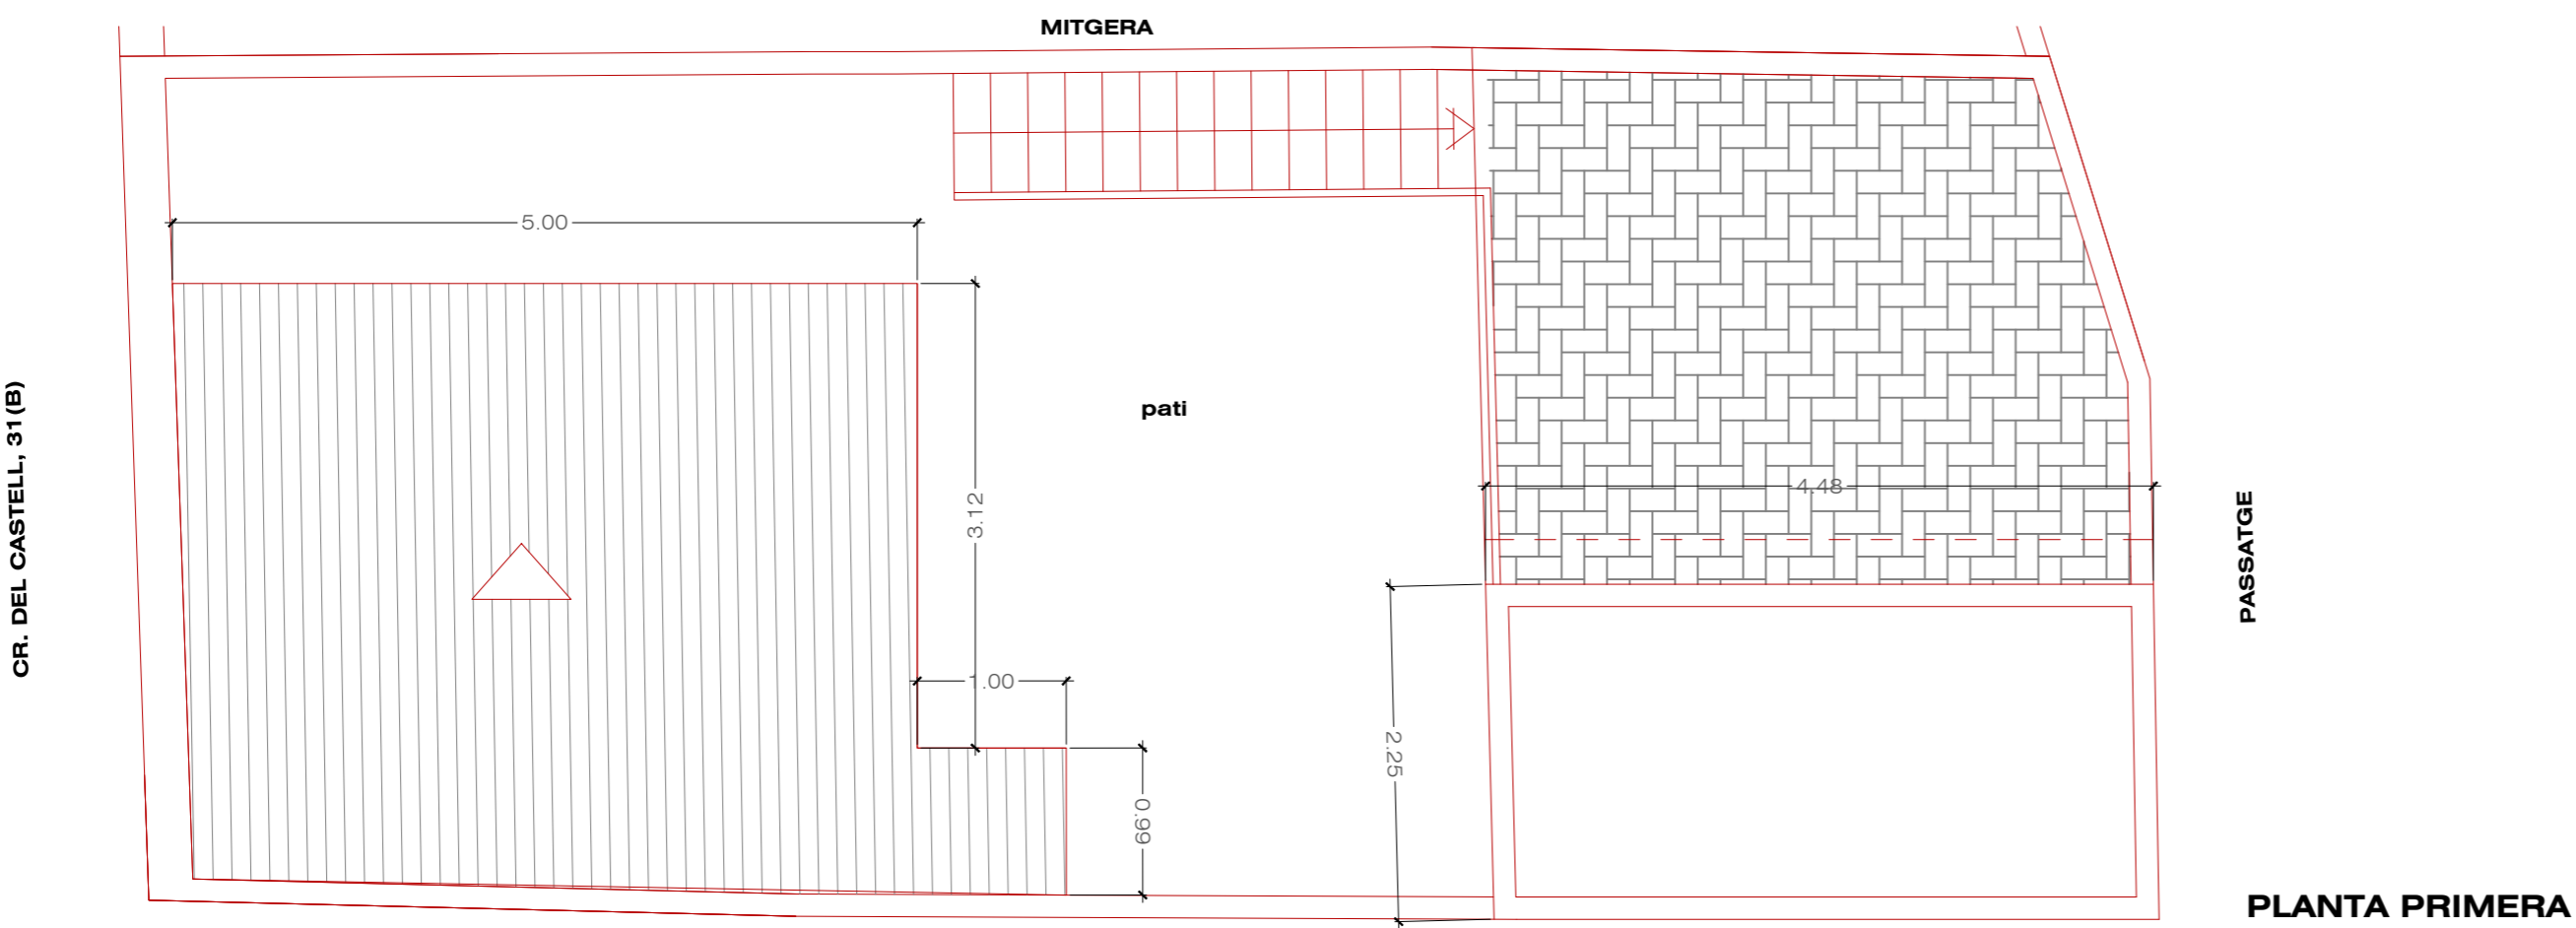 MITGERA
5.00
CR. DEL CASTELL, 31 (B)
pati
3.12
4.48
PASSATGE
1.00
2.25
0.99
PLANTA PRIMERA